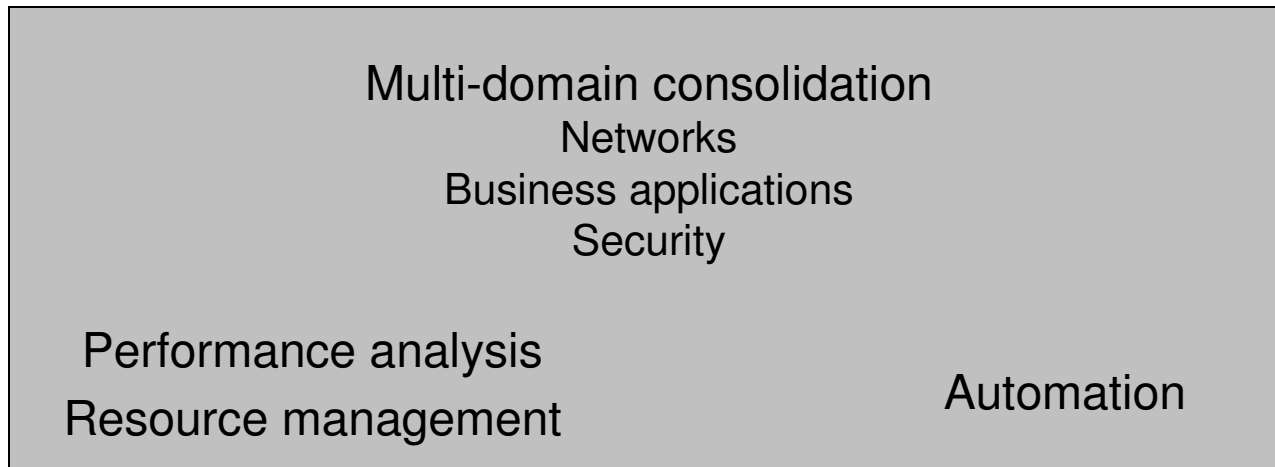 Multi-domain consolidation
Networks
Business applications
Security
Performance analysis
Resource management
Automation